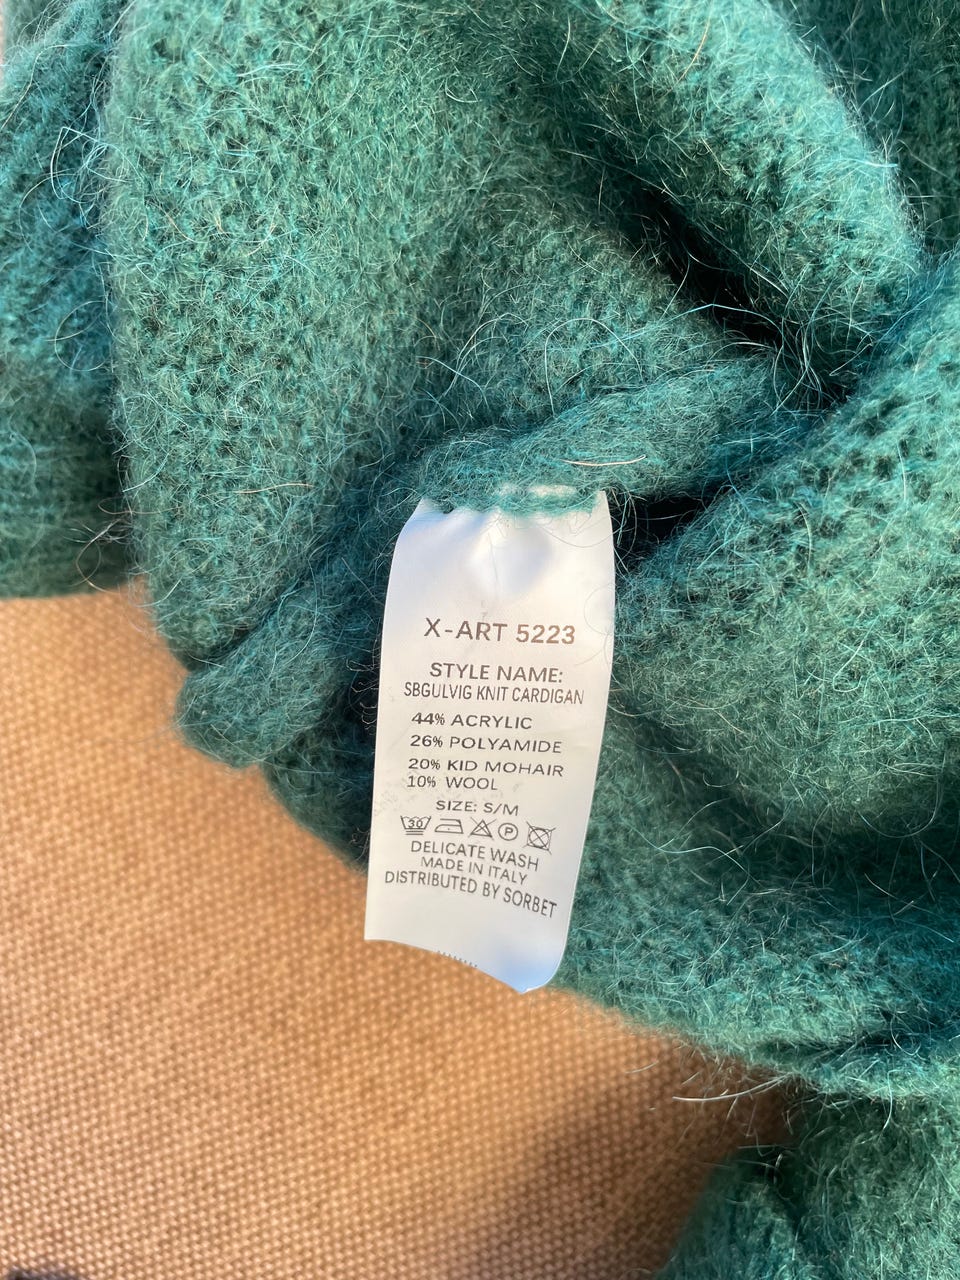 X-ART 5223
STYLE NAME:
SBGULVIG KNIT CARDIGAN
44% ACRYLIC
26% POLYAMIDE
20% KID MOHAIR
10% WOOL
SIZE: S/M
30 P
DELICATE WASH
MADE IN ITALY
DISTRIBUTED BY SORBET